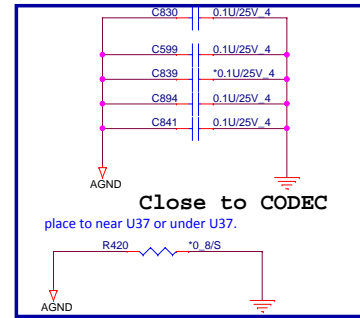 C830 0.1U/25V_4
C599 0.1U/25V_4
C839 *0.1U/25V_4
C894 0.1U/25V_4
C841 0.1U/25V_4
AGND
Close to CODEC
place to near U37 or under U37.
R420 *0_8/S
AGND